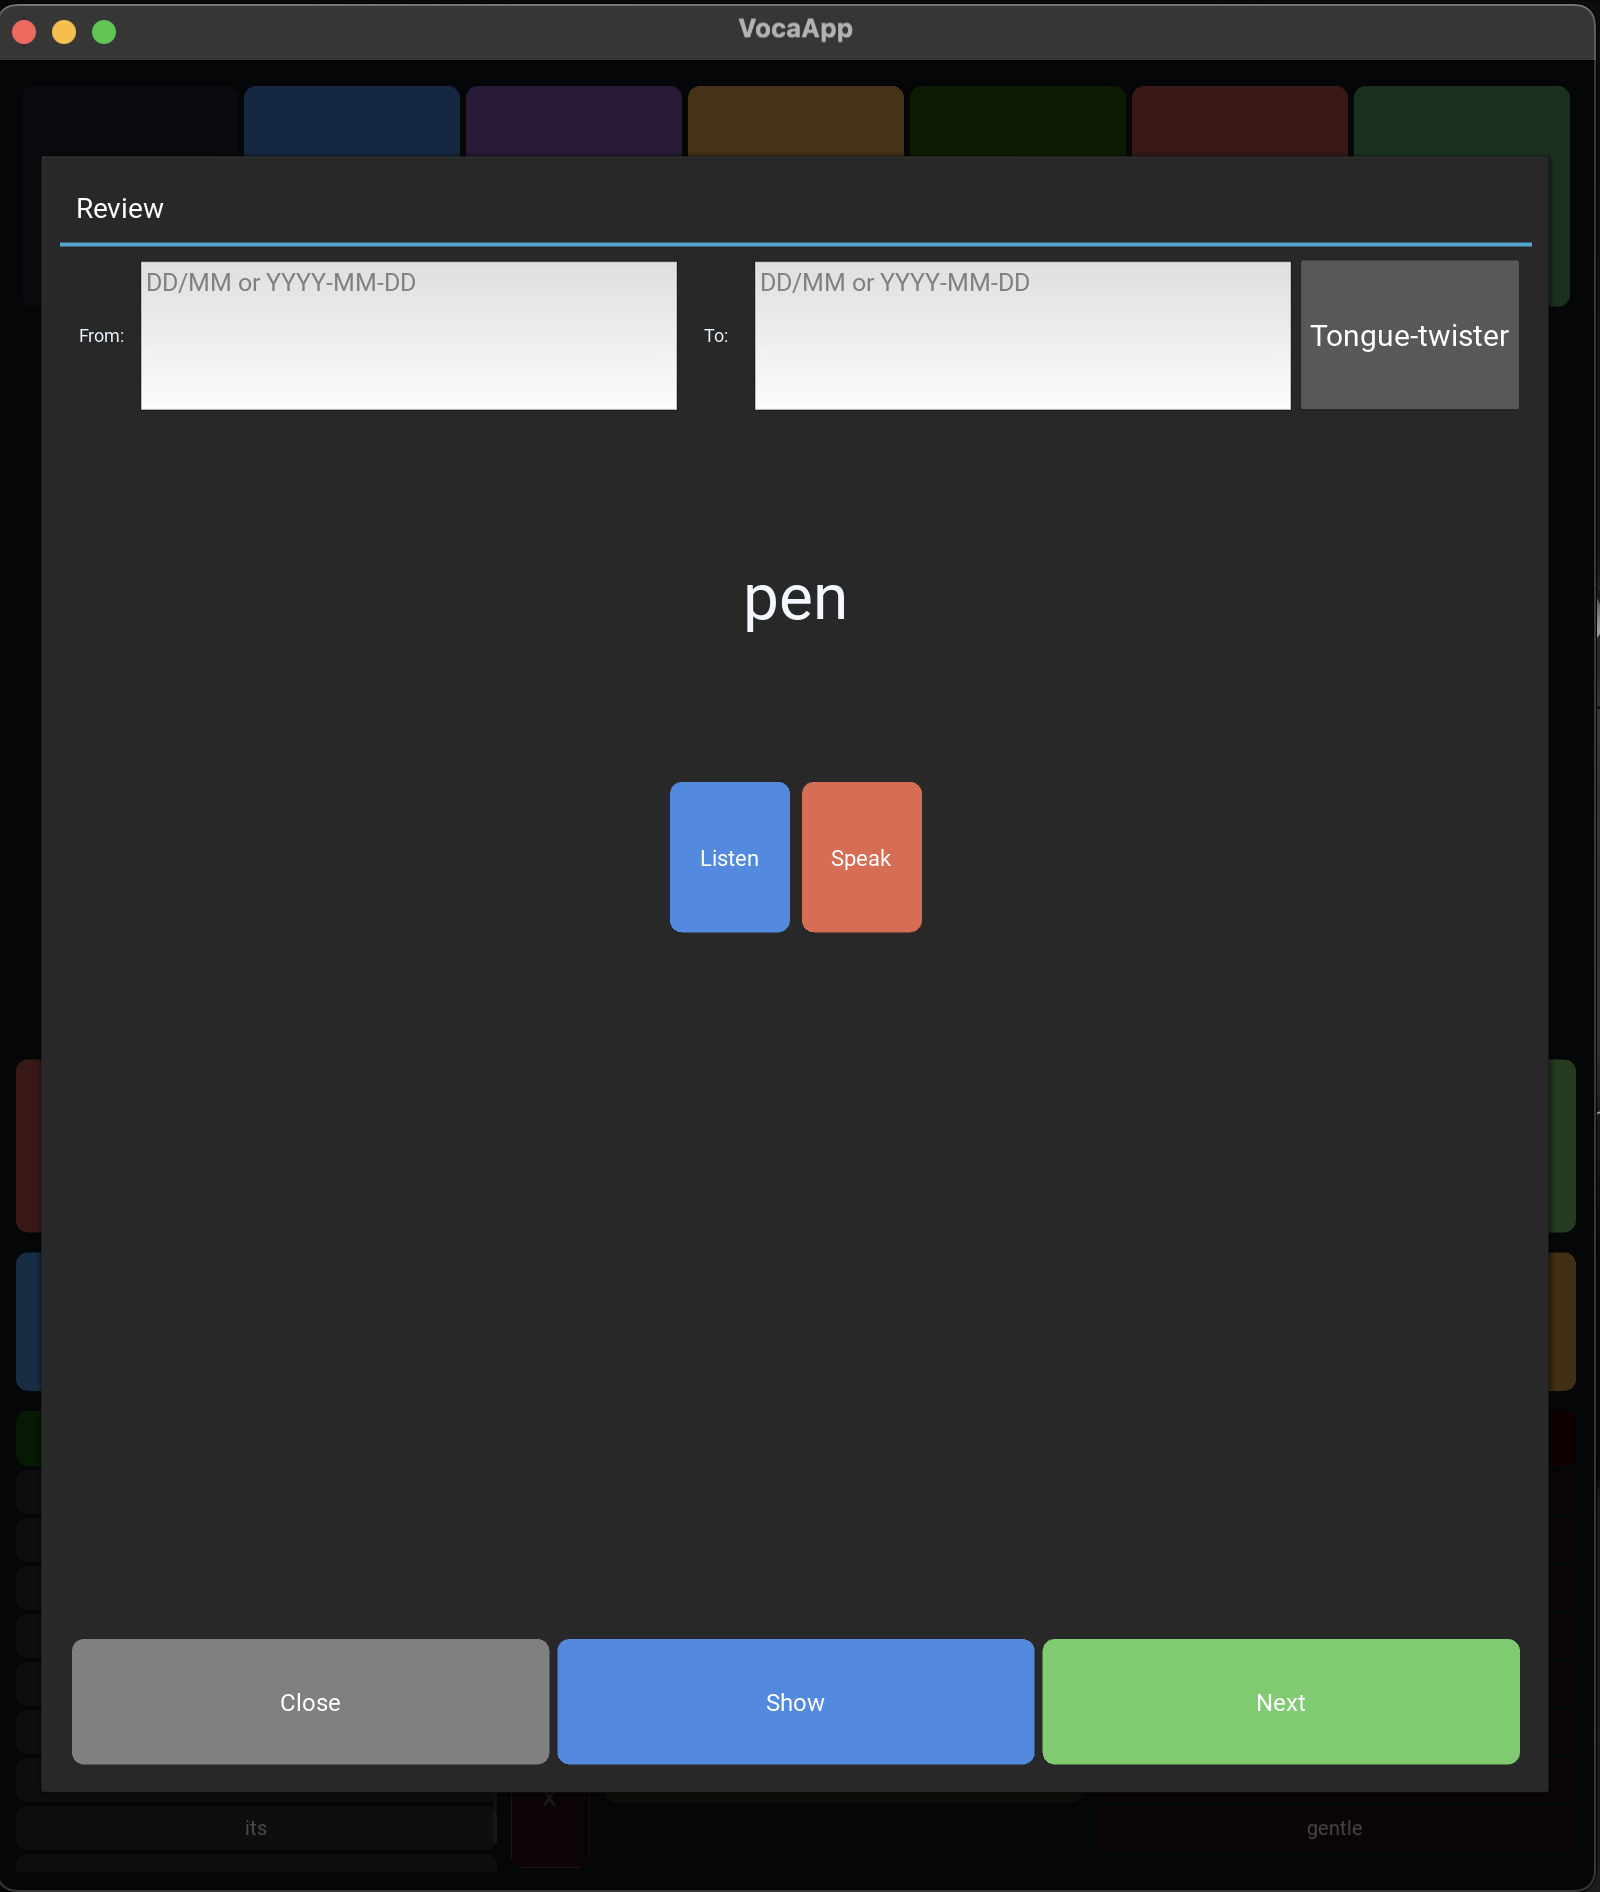 VocaApp
Review
From:
DD/MM or YYYY-MM-DD
To:
DD/MM or YYYY-MM-DD
Tongue-twister
pen
Listen
Speak
Close
Show
Next
X
its
gentle